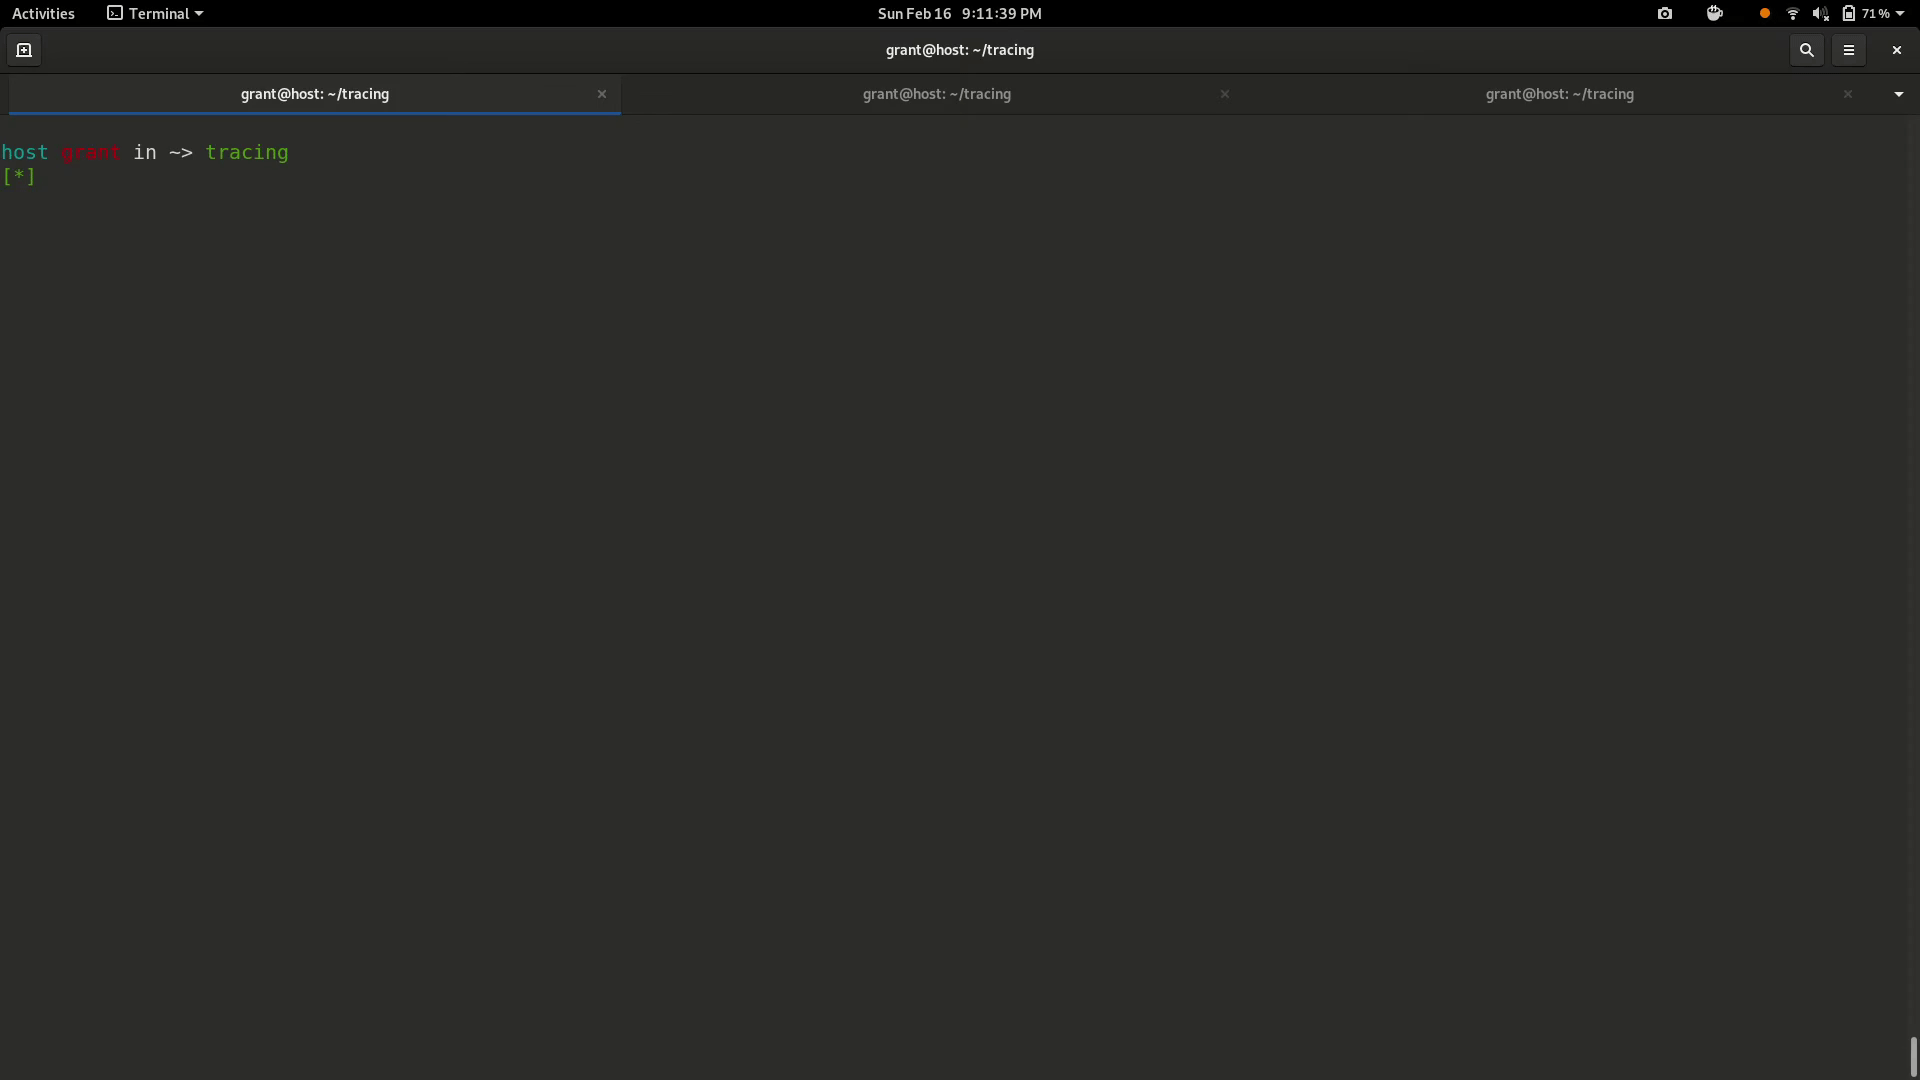 Activities Terminal Sun Feb 16 9:11:39 PM 71%
grant@host: ~/tracing
grant@host: ~/tracing grant@host: ~/tracing grant@host: ~/tracing
host grant in ~> tracing
[*]